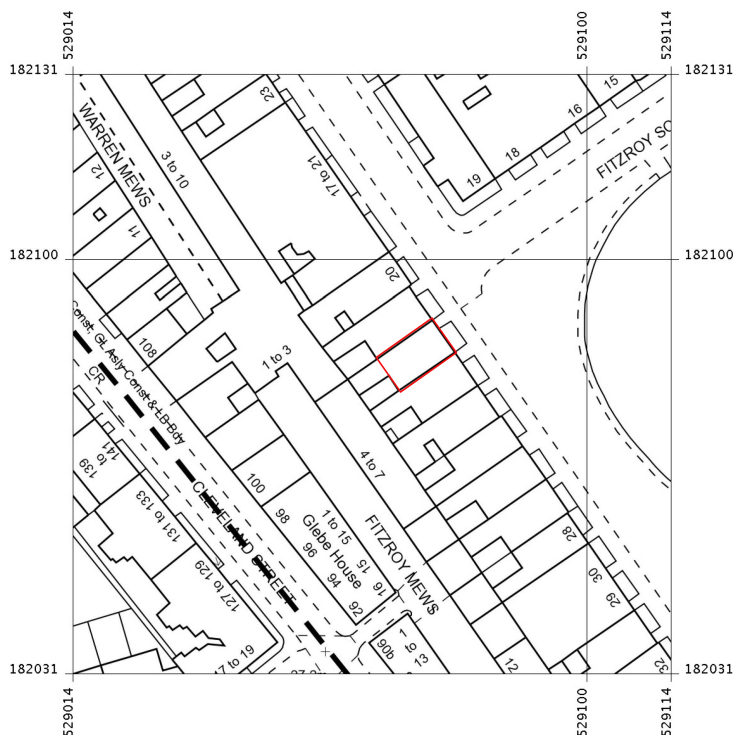 529014
529100
529114
182131
182131
23
15
16
WARREN MEWS
3 to 10
17 to 21
18
FITZROY SQ
12
19
11
182100
182100
20
Const, GL Asly Const & LB Bdy
108
1 to 3
CR
141
to
139
4 to 7
100
131 to 133
CLEVELAND STREET
98
1 to 15
Glebe House
FITZROY MEWS
96
28
127 to 129
94
15
16
30
92
29
1
9
13
90b
17 to 19
12
32
182031
182031
529014
529100
529114